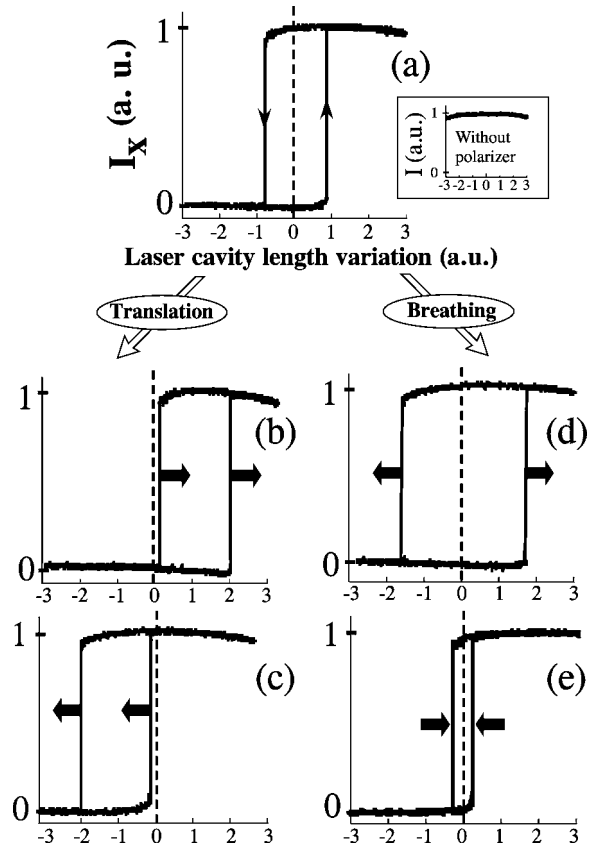 1
I_X (a. u.)
(a)
0
-3 -2 -1 0 1 2 3
1
I (a.u.)
Without
polarizer
0
-3 -2 -1 0 1 2 3
Laser cavity length variation (a.u.)
Translation
Breathing
1
(b)
0
-3 -2 -1 0 1 2 3
1
(d)
0
-3 -2 -1 0 1 2 3
1
(c)
0
-3 -2 -1 0 1 2 3
1
(e)
0
-3 -2 -1 0 1 2 3